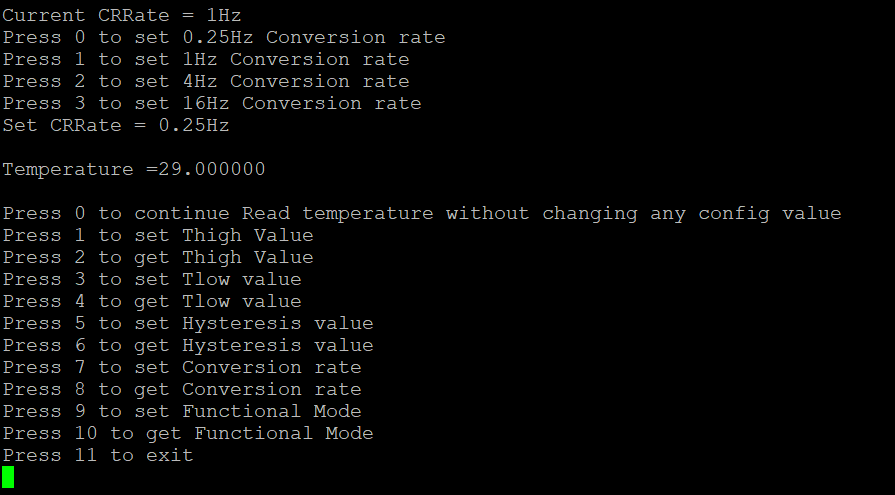 Current CRRate = 1Hz
Press 0 to set 0.25Hz Conversion rate
Press 1 to set 1Hz Conversion rate
Press 2 to set 4Hz Conversion rate
Press 3 to set 16Hz Conversion rate
Set CRRate = 0.25Hz
Temperature =29.000000
Press 0 to continue Read temperature without changing any config value
Press 1 to set Thigh Value
Press 2 to get Thigh Value
Press 3 to set Tlow value
Press 4 to get Tlow value
Press 5 to set Hysteresis value
Press 6 to get Hysteresis value
Press 7 to set Conversion rate
Press 8 to get Conversion rate
Press 9 to set Functional Mode
Press 10 to get Functional Mode
Press 11 to exit